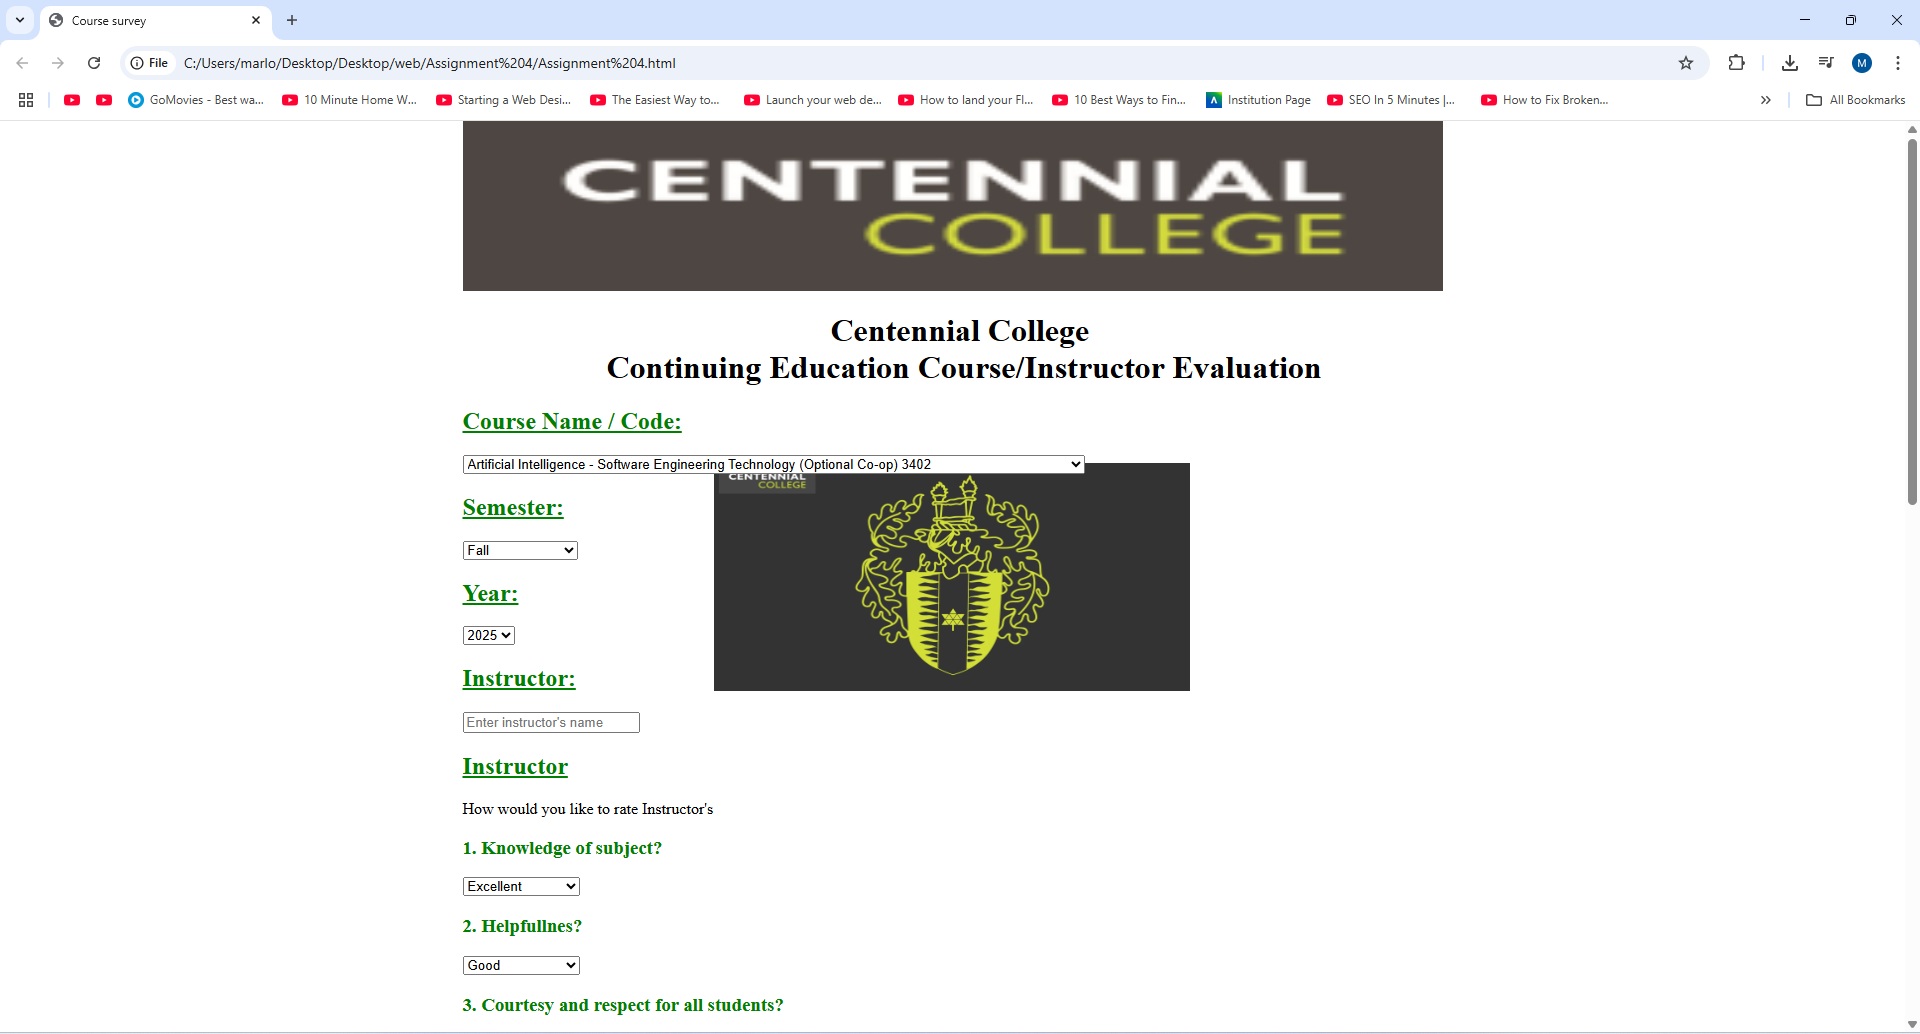 Course survey
File
C:/Users/marlo/Desktop/Desktop/web/Assignment%204/Assignment%204.html
M
GoMovies - Best wa...
10 Minute Home W...
Starting a Web Desi...
The Easiest Way to...
Launch your web de...
How to land your Fl...
10 Best Ways to Fin...
Institution Page
SEO In 5 Minutes |...
How to Fix Broken...
All Bookmarks
CENTENNIAL
COLLEGE
Centennial College
Continuing Education Course/Instructor Evaluation
Course Name / Code:
Artificial Intelligence - Software Engineering Technology (Optional Co-op) 3402
CENTENNIAL
COLLEGE
Semester:
Fall
Year:
2025
Instructor:
Enter instructor's name
Instructor
How would you like to rate Instructor's
1. Knowledge of subject?
Excellent
2. Helpfullnes?
Good
3. Courtesy and respect for all students?